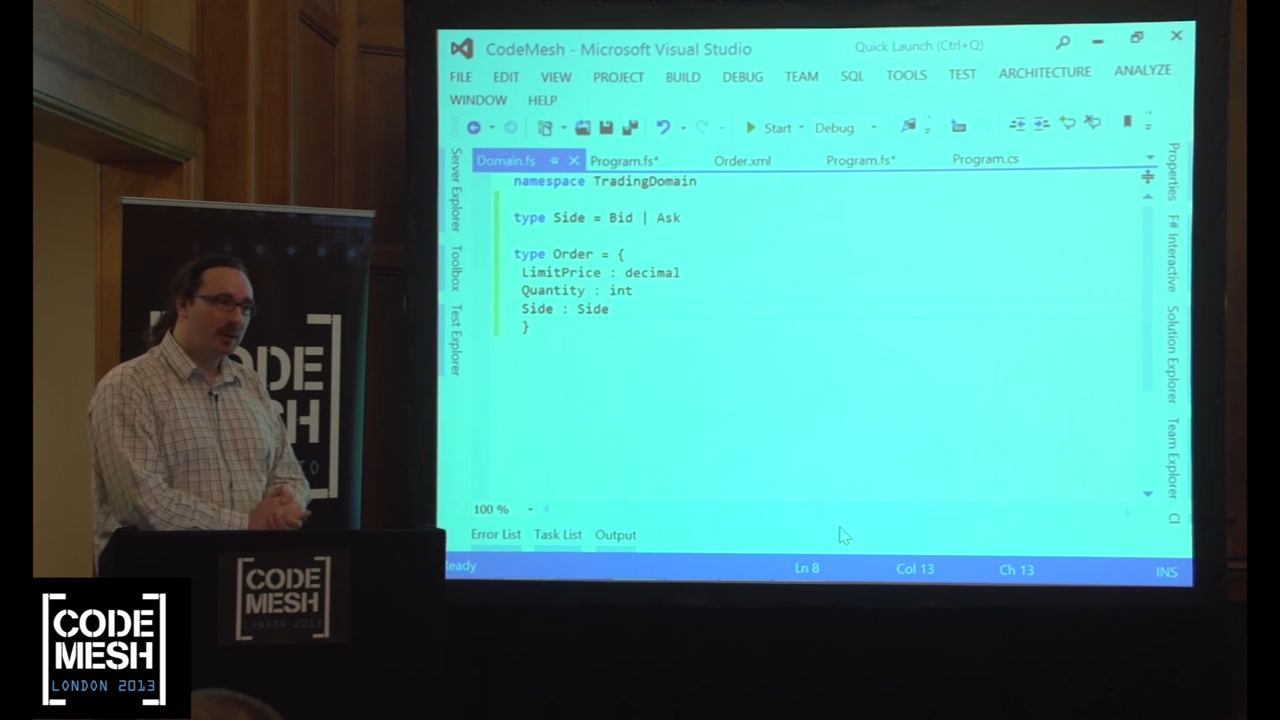 CodeMesh - Microsoft Visual Studio
Quick Launch (Ctrl+Q)
FILE EDIT VIEW PROJECT BUILD DEBUG TEAM SQL TOOLS TEST ARCHITECTURE ANALYZE
WINDOW HELP
Start Debug
Domain.fs Program.fs* Order.xml Program.fs* Program.cs
Server Explorer
Toolbox
Test Explorer
namespace TradingDomain
type Side = Bid | Ask
type Order = {
LimitPrice : decimal
Quantity : int
Side : Side
}
Properties
F# Interactive
Solution Explorer
Team Explorer
Cl
100 %
Error List Task List Output
Ln 8 Col 13 Ch 13 INS
CODE
MESH
LONDON 2013
CODE
MESH
LONDON 2013